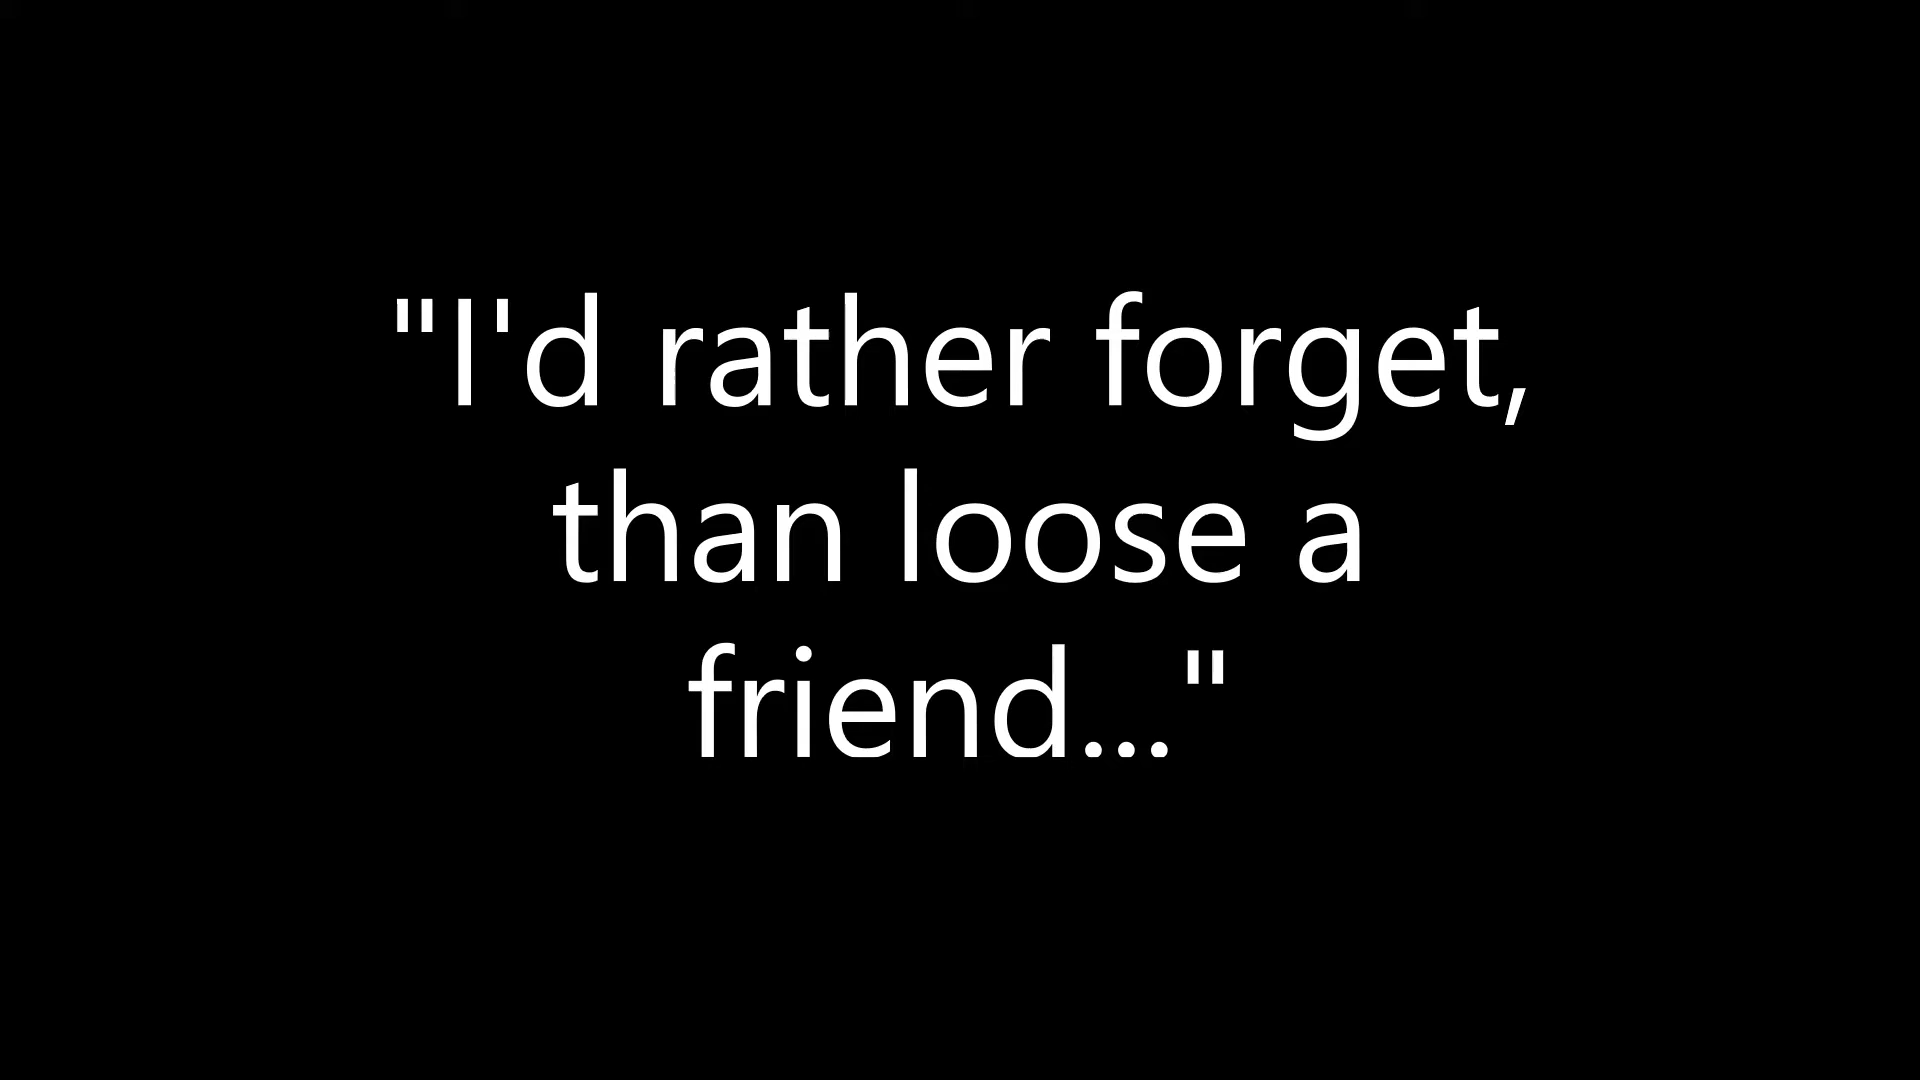 "I'd rather forget,
than loose a
friend..."